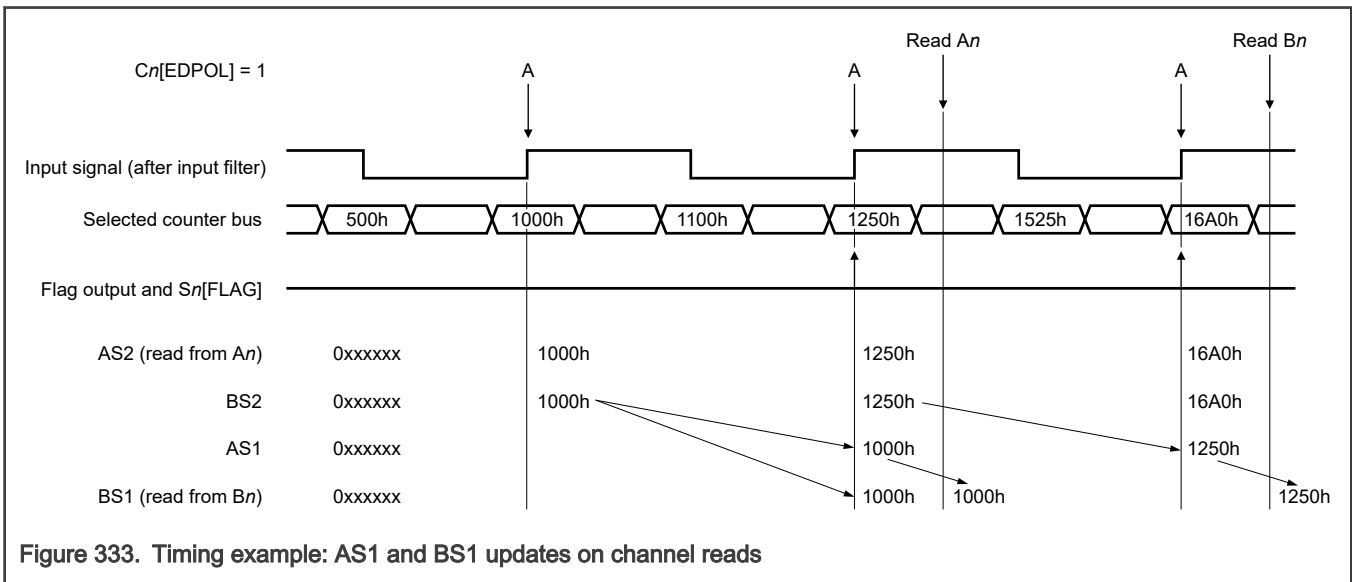 Read An
Read Bn
Cn[EDPOL] = 1
A
A
A
Input signal (after input filter)
Selected counter bus
500h
1000h
1100h
1250h
1525h
16A0h
Flag output and Sn[FLAG]
AS2 (read from An)
0xxxxxx
1000h
1250h
16A0h
BS2
0xxxxxx
1000h
1250h
16A0h
AS1
0xxxxxx
1000h
1250h
BS1 (read from Bn)
0xxxxxx
1000h
1000h
1250h
Figure 333. Timing example: AS1 and BS1 updates on channel reads